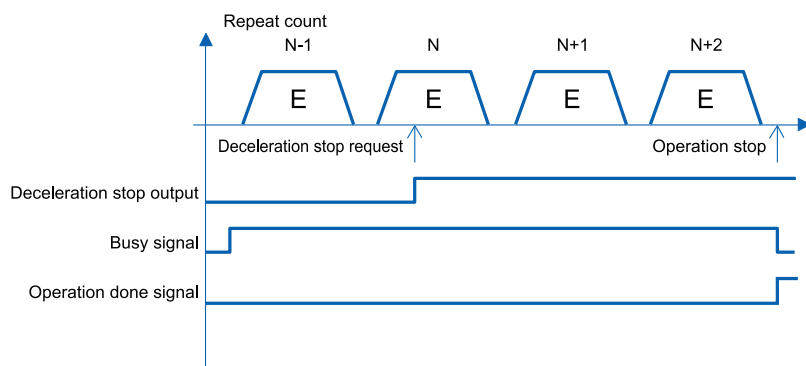 Repeat count
N-1 N N+1 N+2
E E E E
Deceleration stop request Operation stop
Deceleration stop output
Busy signal
Operation done signal